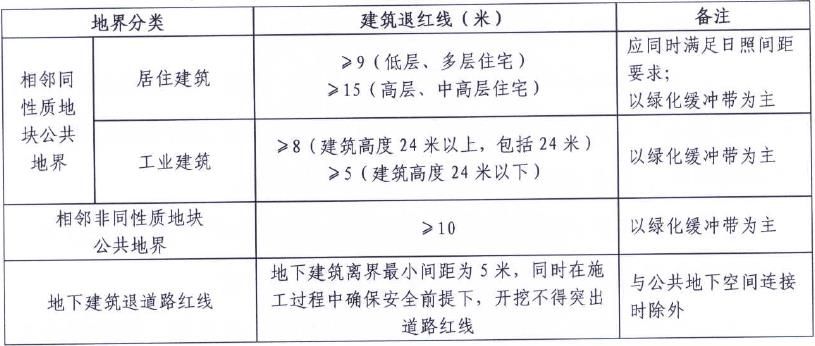 地界分类
建筑退红线（米）
备注
相邻同
性质地
块公共
地界
居住建筑
≥9（低层、多层住宅）
≥15（高层、中高层住宅）
应同时满足日照间距
要求；
以绿化缓冲带为主
工业建筑
≥8（建筑高度 24 米以上，包括 24 米）
≥5（建筑高度 24 米以下）
以绿化缓冲带为主
相邻非同性质地块
公共地界
≥10
以绿化缓冲带为主
地下建筑退道路红线
地下建筑离界最小间距为 5 米，同时在施
工过程中确保安全前提下，开挖不得突出
道路红线
与公共地下空间连接
时除外